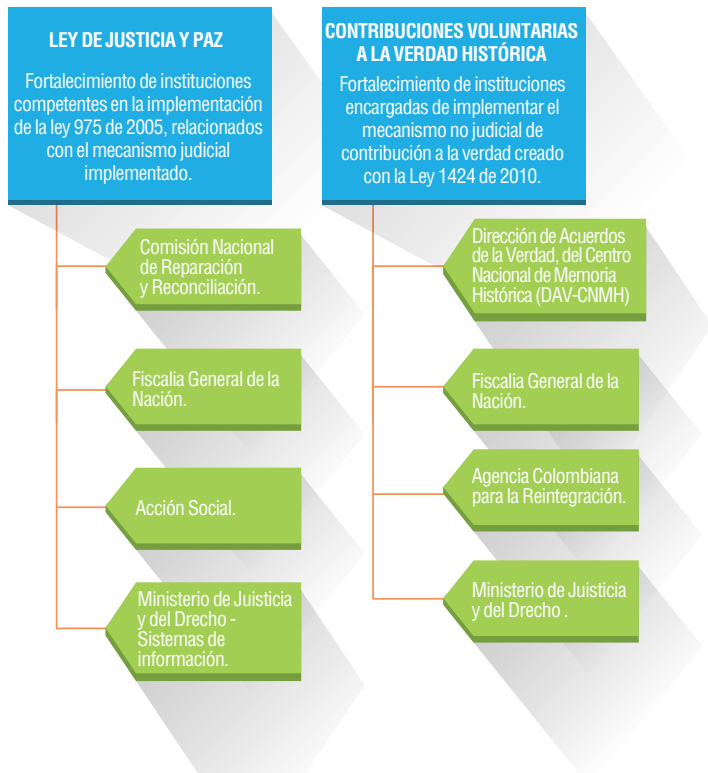 LEY DE JUSTICIA Y PAZ
Fortalecimiento de instituciones
competentes en la implementación
de la ley 975 de 2005, relacionados
con el mecanismo judicial
implementado.
Comisión Nacional
de Reparación
y Reconciliación.
Fiscalia General de la
Nación.
Acción Social.
Ministerio de Juisticia
y del Drecho -
Sistemas de
información.
CONTRIBUCIONES VOLUNTARIAS
A LA VERDAD HISTÓRICA
Fortalecimiento de instituciones
encargadas de implementar el
mecanismo no judicial de
contribución a la verdad creado
con la Ley 1424 de 2010.
Dirección de Acuerdos
de la Verdad, del Centro
Nacional de Memoria
Histórica (DAV-CNMH)
Fiscalia General de la
Nación.
Agencia Colombiana
para la Reintegración.
Ministerio de Juisticia
y del Drecho .